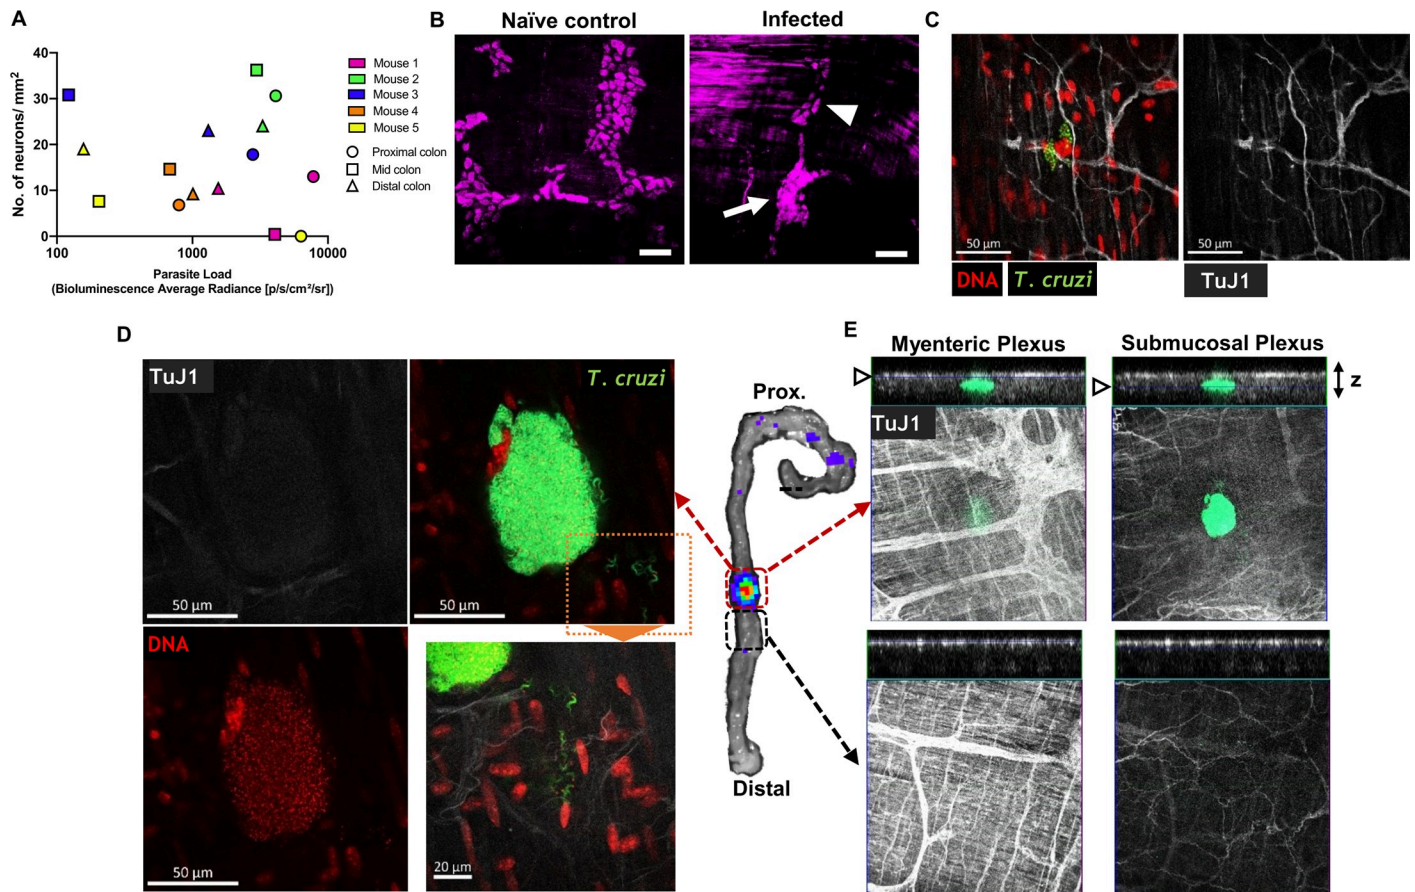 A
No. of neurons/ mm²
40
30
20
10
0
100
1000
10000
Parasite Load
(Bioluminescence Average Radiance [p/s/cm²/sr])
Mouse 1
Mouse 2
Mouse 3
Mouse 4
Mouse 5
Proximal colon
Mid colon
Distal colon
B
Naïve control
Infected
C
50 µm
50 µm
DNA
T. cruzi
TuJ1
D
TuJ1
T. cruzi
50 µm
50 µm
DNA
50 µm
20 µm
Prox.
Distal
E
Myenteric Plexus
Submucosal Plexus
z
TuJ1